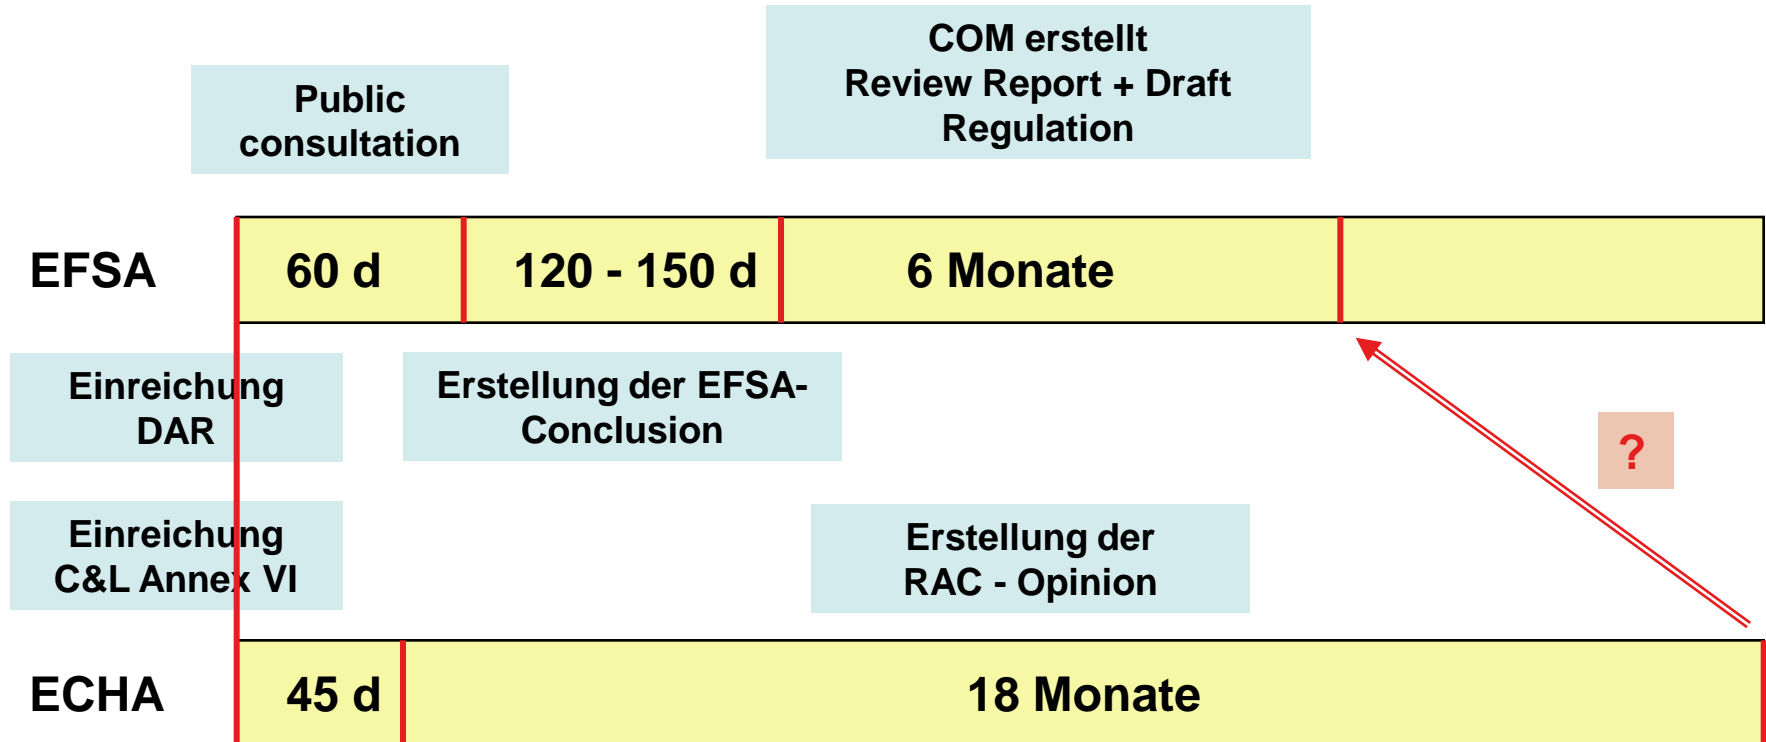 COM erstellt
Review Report + Draft
Regulation
Public
consultation
EFSA
60 d
120 - 150 d
6 Monate
Einreichung
DAR
Erstellung der EFSA-
Conclusion
?
Einreichung
C&L Annex VI
Erstellung der
RAC - Opinion
ECHA
45 d
18 Monate